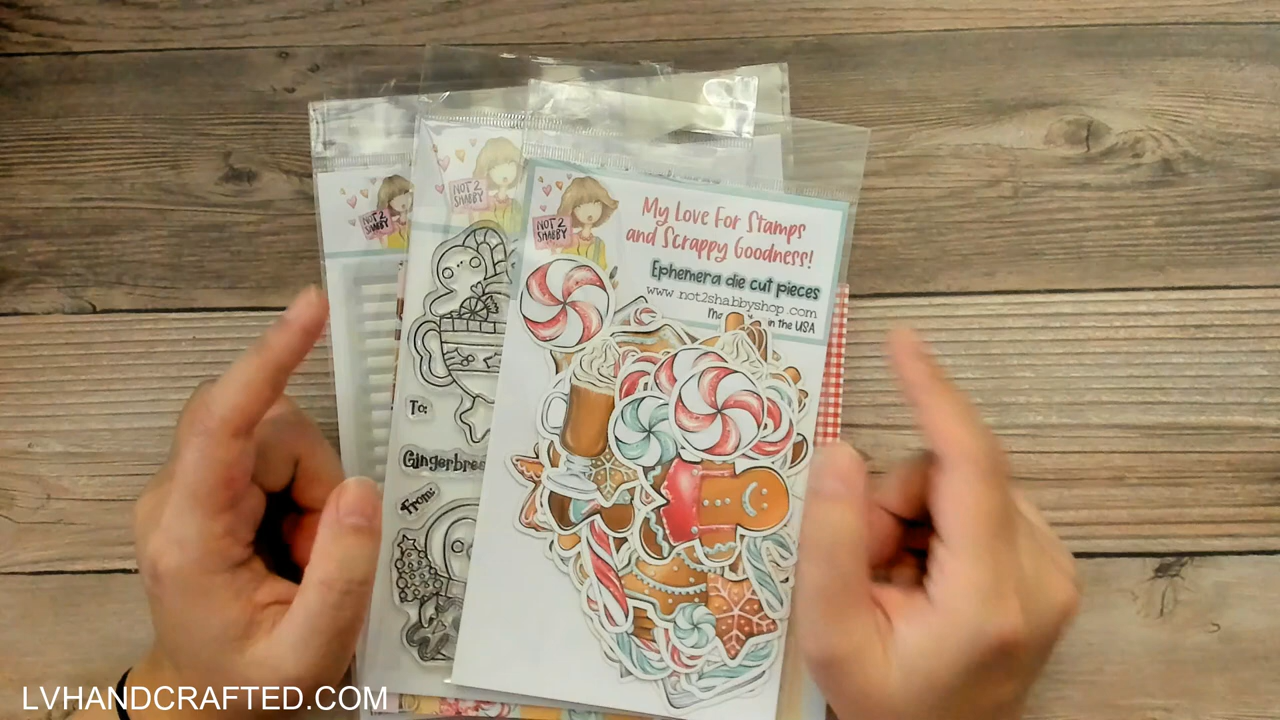 NOT 2
SHABBY
NOT 2
SHABBY
NOT 2
SHABBY
My Love For Stamps
and Scrappy Goodness!
Ephemera die cut pieces
www.not2shabbyshop.com
in the USA
To:
From:
LVHANDCRAFTED.COM